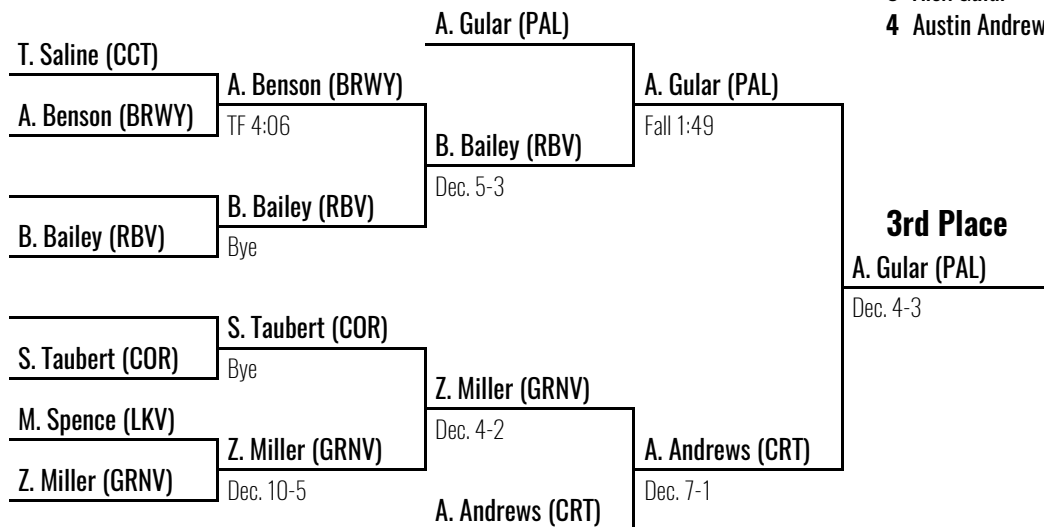 4 Austin Andrew
T. Saline (CCT)
A. Benson (BRWY)
B. Bailey (RBV)
S. Taubert (COR)
M. Spence (LKV)
Z. Miller (GRNV)
A. Benson (BRWY)
TF 4:06
B. Bailey (RBV)
Bye
S. Taubert (COR)
Bye
Z. Miller (GRNV)
Dec. 10-5
A. Gular (PAL)
B. Bailey (RBV)
Dec. 5-3
Z. Miller (GRNV)
Dec. 4-2
A. Andrews (CRT)
A. Gular (PAL)
Fall 1:49
A. Andrews (CRT)
Dec. 7-1
3rd Place
A. Gular (PAL)
Dec. 4-3